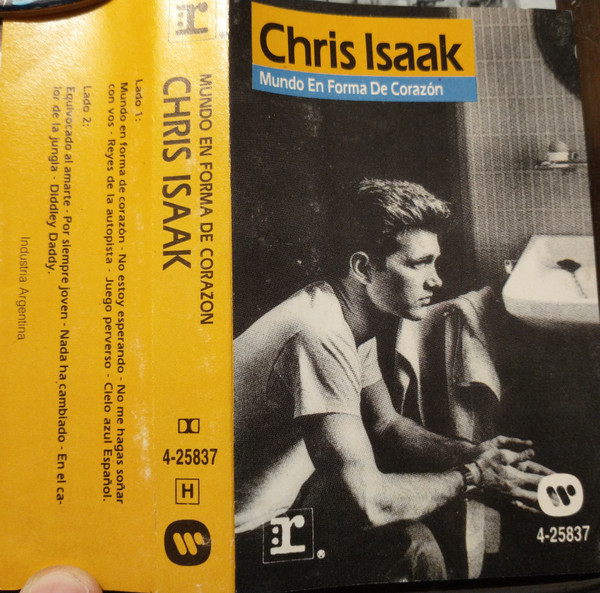 Chris Isaak
Mundo En Forma De Corazón
4-25837
r
®
MUNDO EN FORMA DE CORAZON
CHRIS ISAAK
4-25837
H
r
Lado 1:
Mundo en forma de corazón - No estoy esperando - No me hagas soñar
con vos - Reyes de la autopista - Juego perverso - Cielo azul Español.
Lado 2:
Equivocado al amarte - Por siempre joven - Nada ha cambiado - En el ca-
lor de la jungla - Diddley Daddy.
Industria Argentina